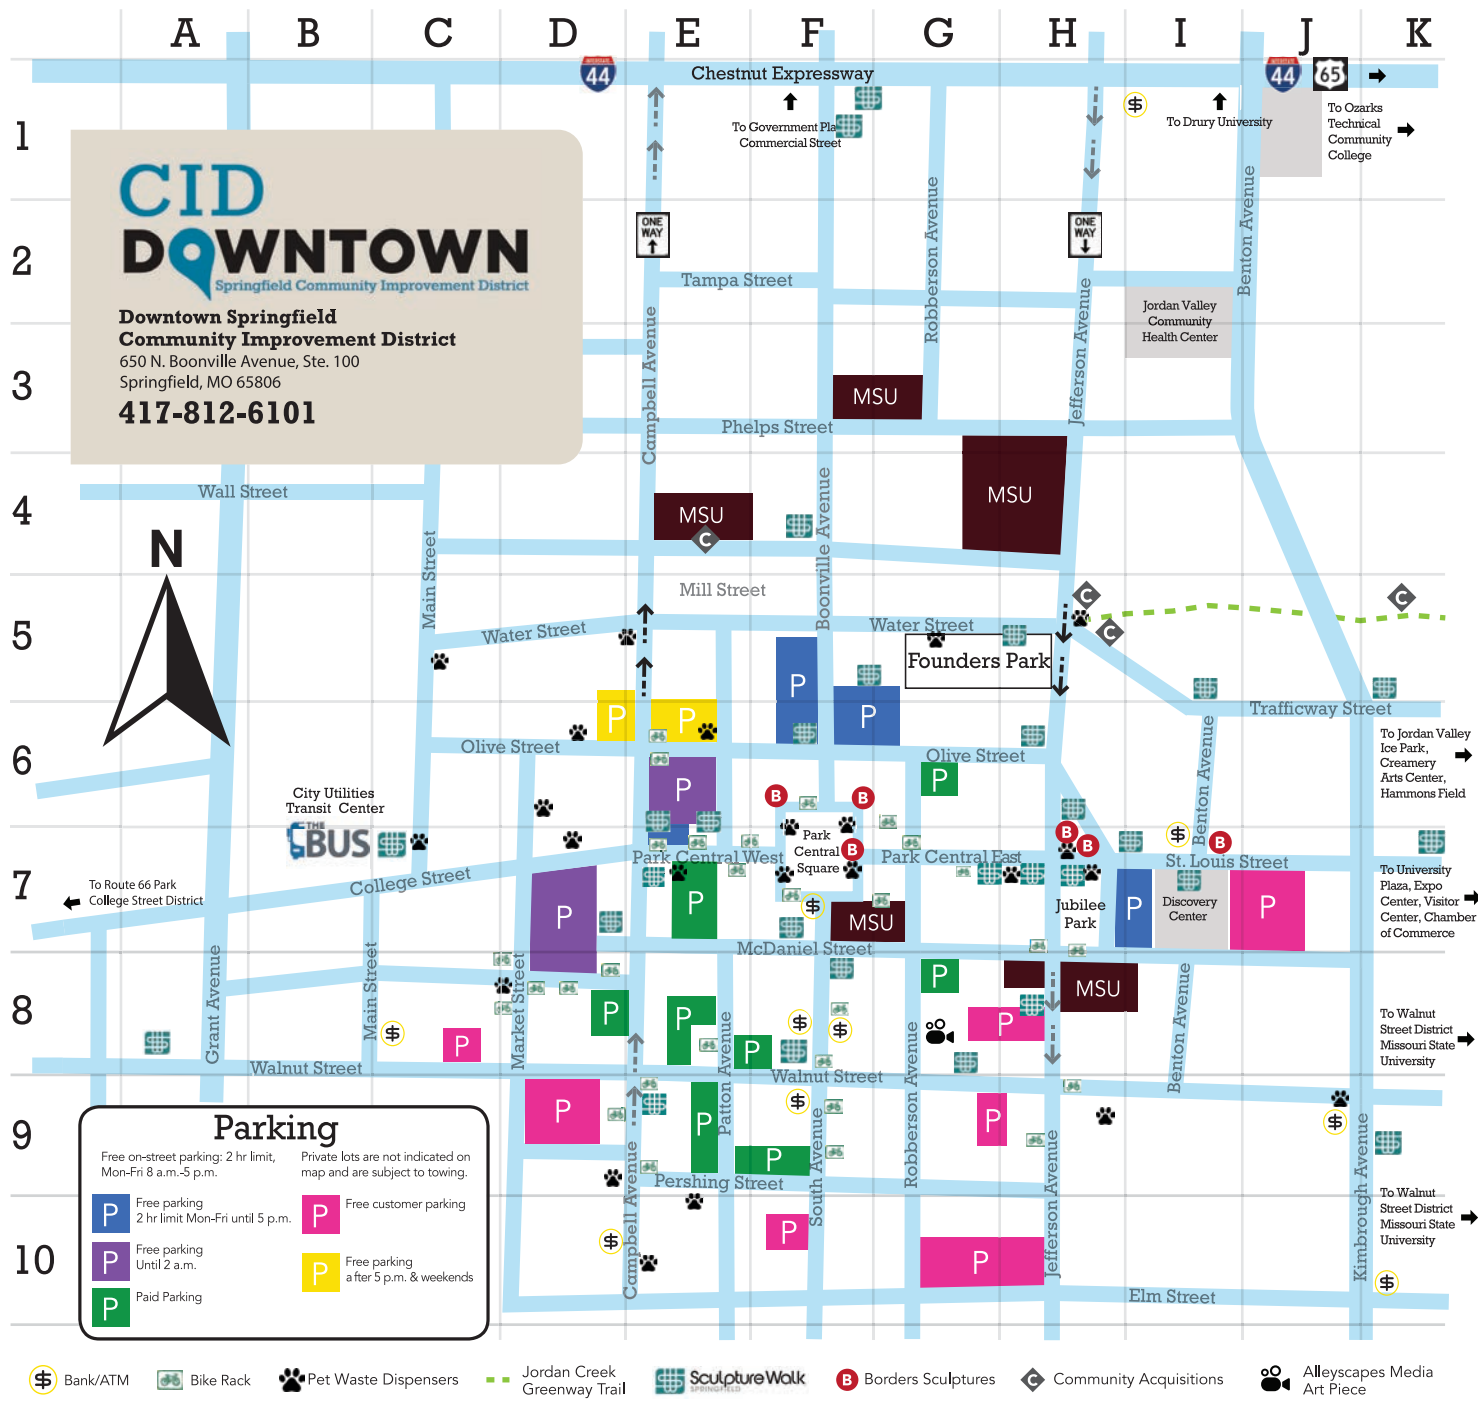 A B C D E F G H I J K
1
2
3
4
5
6
7
8
9
10
44
44
65
Chestnut Expressway
To Government Pla
Commercial Street
To Drury University
To Ozarks
Technical
Community
College
CID
DOWNTOWN
Springfield Community Improvement District
Downtown Springfield
Community Improvement District
650 N. Boonville Avenue, Ste. 100
Springfield, MO 65806
417-812-6101
ONE
WAY
ONE
WAY
Tampa Street
Campbell Avenue
Robberson Avenue
Jefferson Avenue
Benton Avenue
Jordan Valley
Community
Health Center
MSU
Phelps Street
Wall Street
MSU
MSU
C
Boonville Avenue
Main Street
N
Mill Street
Water Street
Water Street
Founders Park
C
C
C
P
P
P
P
Trafficway Street
Olive Street
Olive Street
Benton Avenue
To Jordan Valley
Ice Park,
Creamery
Arts Center,
Hammons Field
P
P
City Utilities
Transit Center
THE
BUS
B
B
B
B
B
B
Park
Central
Square
Park Central West
Park Central East
St. Louis Street
College Street
To Route 66 Park
College Street District
To University
Plaza, Expo
Center, Visitor
Center, Chamber
of Commerce
P
P
MSU
Jubilee
Park
P
Discovery
Center
P
McDaniel Street
Grant Avenue
Main Street
Market Street
P
MSU
P
P
P
P
P
Patton Avenue
Robberson Avenue
Benton Avenue
To Walnut
Street District
Missouri State
University
Walnut Street
Walnut Street
P
P
P
P
South Avenue
Pershing Street
Campbell Avenue
Jefferson Avenue
Kimbrough Avenue
To Walnut
Street District
Missouri State
University
P
P
Elm Street
Parking
Free on-street parking: 2 hr limit,
Mon-Fri 8 a.m.-5 p.m.
Private lots are not indicated on
map and are subject to towing.
P
Free parking
2 hr limit Mon-Fri until 5 p.m.
P
Free customer parking
P
Free parking
Until 2 a.m.
P
Free parking
after 5 p.m. & weekends
P
Paid Parking
$ Bank/ATM
Bike Rack
Pet Waste Dispensers
Jordan Creek
Greenway Trail
SculptureWalk
SPRINGFIELD
B Borders Sculptures
C Community Acquisitions
Alleyscapes Media
Art Piece